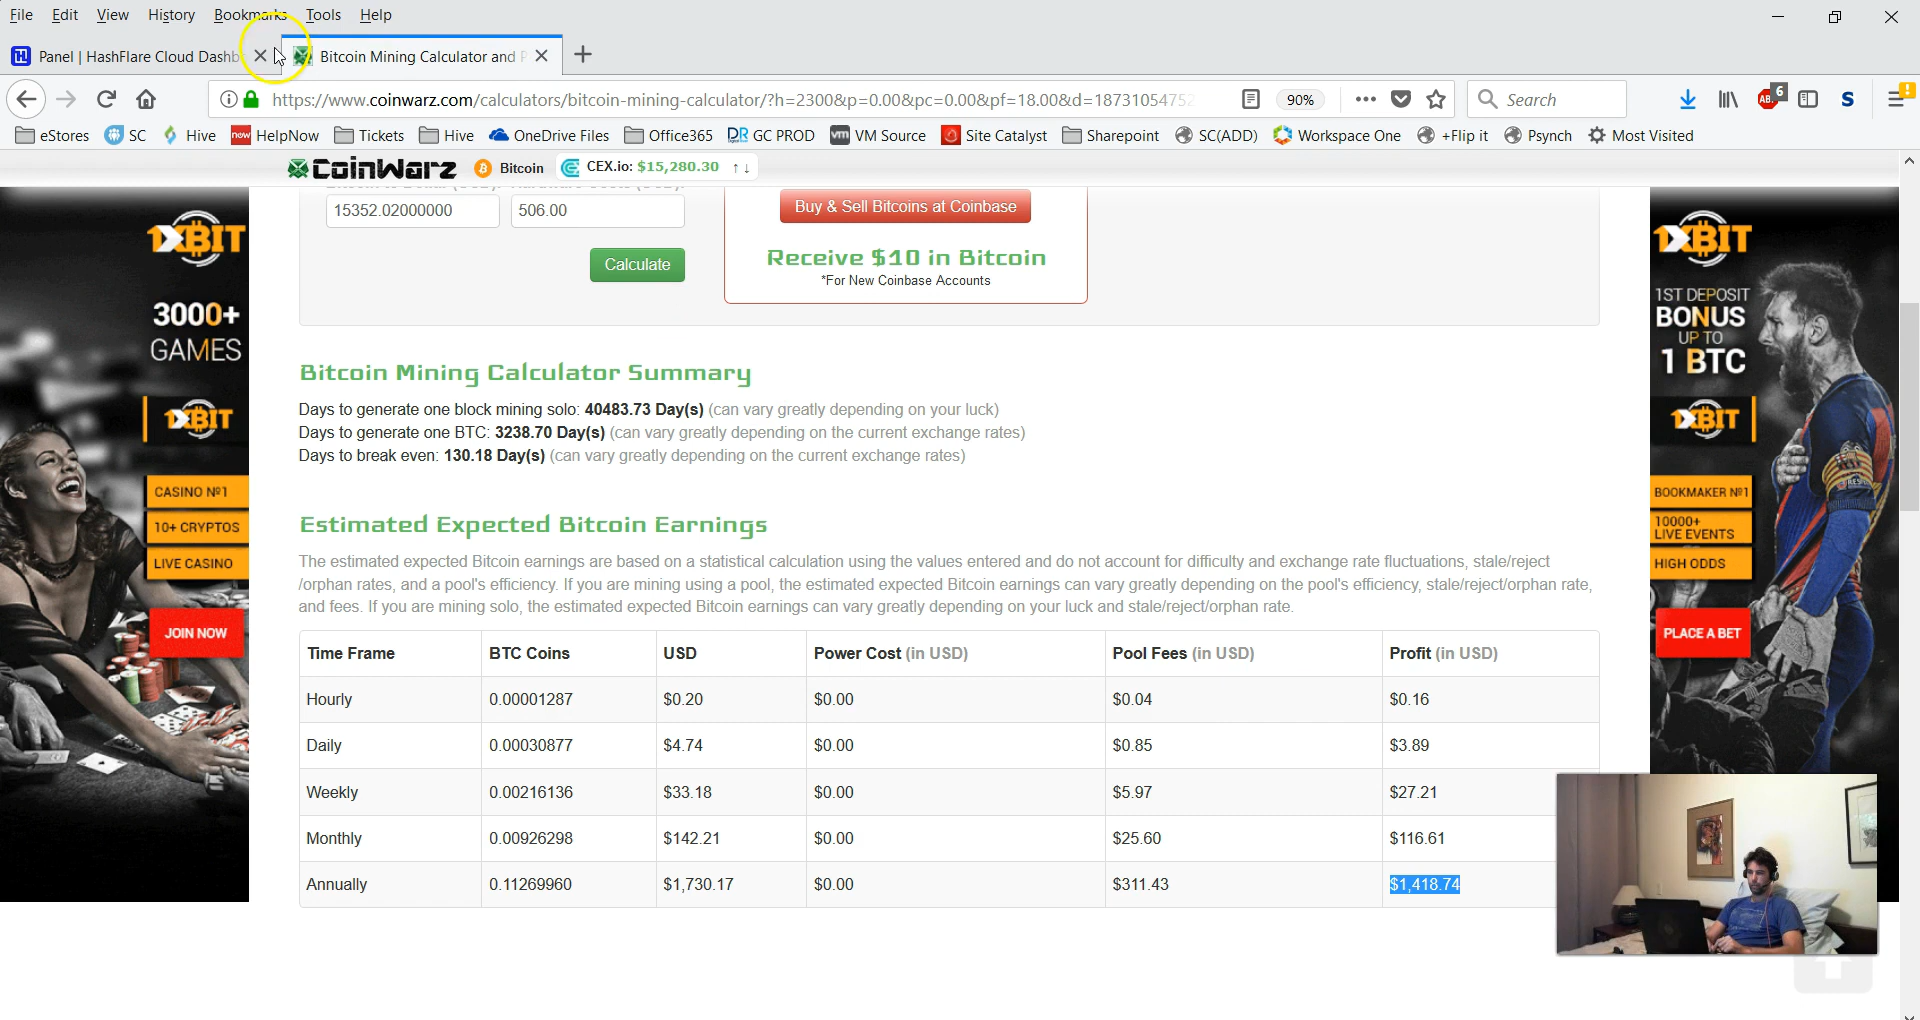 File Edit View History Bookmarks Tools Help
Panel | HashFlare Cloud Dashb
Bitcoin Mining Calculator and P
https://www.coinwarz.com/calculators/bitcoin-mining-calculator/?h=2300&p=0.00&pc=0.00&pf=18.00&d=1873105475
90%
Search
6
S
eStores SC Hive new HelpNow Tickets Hive OneDrive Files Office365 DR GC PROD vm VM Source Site Catalyst Sharepoint SC(ADD) Workspace One +Flip it Psynch Most Visited
CoinWarz Bitcoin CEX.io: $15,280.30 ↑↓
15352.02000000 506.00
Calculate
Buy & Sell Bitcoins at Coinbase
Receive $10 in Bitcoin
*For New Coinbase Accounts
Bitcoin Mining Calculator Summary
Days to generate one block mining solo: 40483.73 Day(s) (can vary greatly depending on your luck)
Days to generate one BTC: 3238.70 Day(s) (can vary greatly depending on the current exchange rates)
Days to break even: 130.18 Day(s) (can vary greatly depending on the current exchange rates)
Estimated Expected Bitcoin Earnings
The estimated expected Bitcoin earnings are based on a statistical calculation using the values entered and do not account for difficulty and exchange rate fluctuations, stale/reject
/orphan rates, and a pool's efficiency. If you are mining using a pool, the estimated expected Bitcoin earnings can vary greatly depending on the pool's efficiency, stale/reject/orphan rate,
and fees. If you are mining solo, the estimated expected Bitcoin earnings can vary greatly depending on your luck and stale/reject/orphan rate.
Time Frame BTC Coins USD Power Cost (in USD) Pool Fees (in USD) Profit (in USD)
Hourly 0.00001287 $0.20 $0.00 $0.04 $0.16
Daily 0.00030877 $4.74 $0.00 $0.85 $3.89
Weekly 0.00216136 $33.18 $0.00 $5.97 $27.21
Monthly 0.00926298 $142.21 $0.00 $25.60 $116.61
Annually 0.11269960 $1,730.17 $0.00 $311.43 $1,418.74
1XBIT
3000+
GAMES
1XBIT
CASINO Nº1
10+ CRYPTOS
LIVE CASINO
JOIN NOW
1XBIT
1ST DEPOSIT
BONUS
UP TO
1 BTC
1XBIT
BOOKMAKER Nº1
10000+
LIVE EVENTS
HIGH ODDS
PLACE A BET